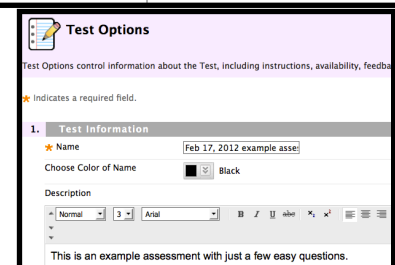 Test Options
Test Options control information about the Test, including instructions, availability, feedba
★ Indicates a required field.
1. Test Information
★ Name Feb 17, 2012 example asse
Choose Color of Name Black
Description
Normal 3 Arial B I U abc x₂ x²
This is an example assessment with just a few easy questions.